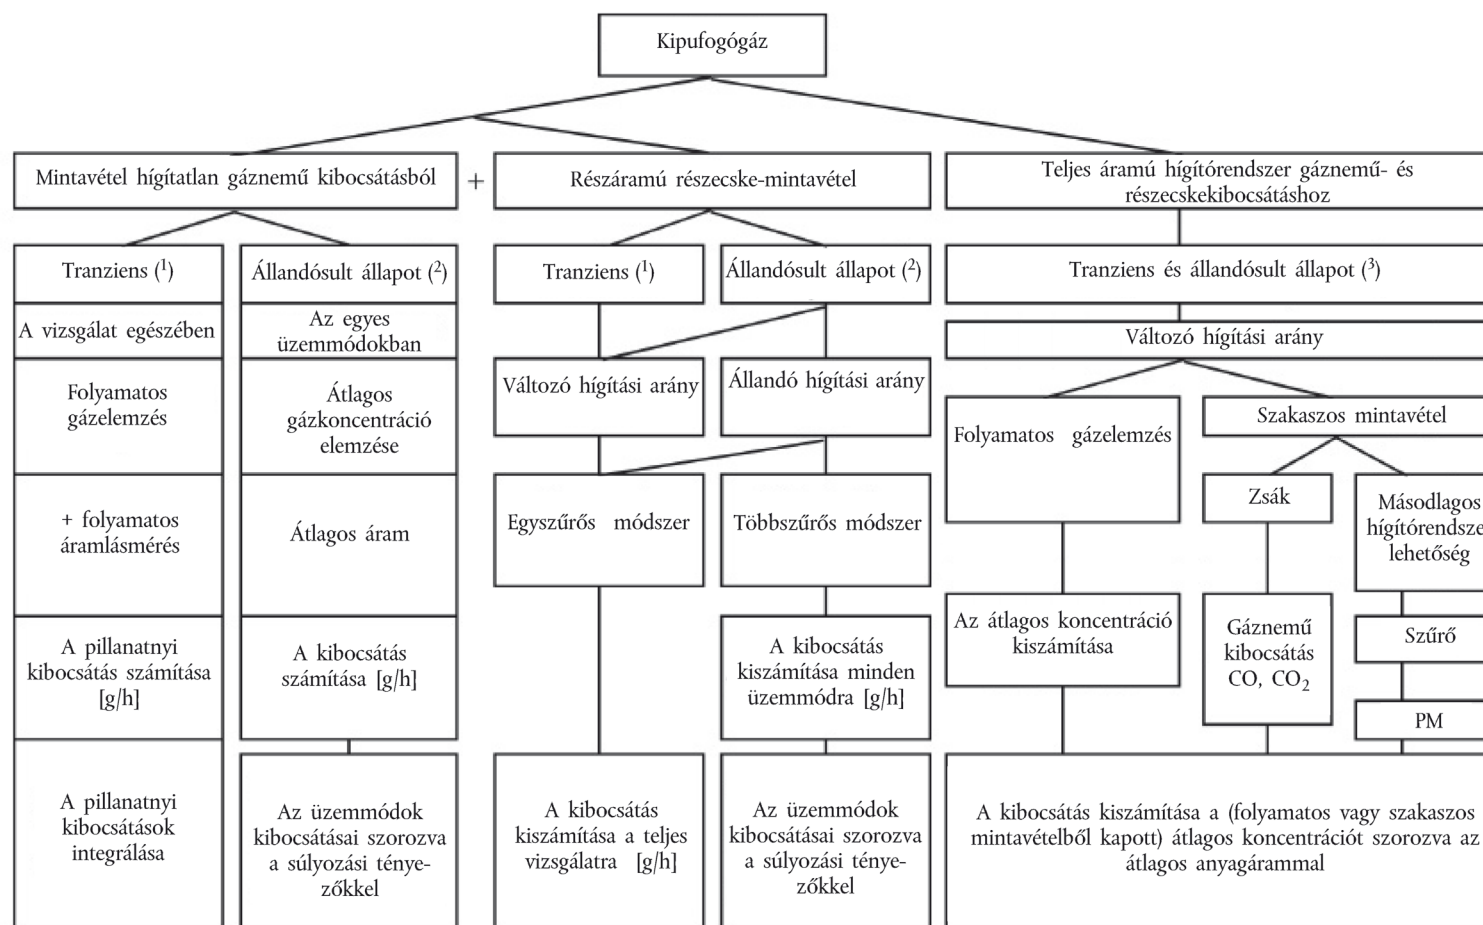 Kipufogógáz
Mintavétel hígítatlan gáznemű kibocsátásból
+
Részáramú részecske-mintavétel
Teljes áramú hígítórendszer gáznemű- és
részecskekibocsátáshoz
Tranziens (1)
Állandósult állapot (2)
Tranziens (1)
Állandósult állapot (2)
Tranziens és állandósult állapot (3)
A vizsgálat egészében
Az egyes
üzemmódokban
Változó hígítási arány
Folyamatos
gázelemzés
Átlagos
gázkoncentráció
elemzése
Változó hígítási arány
Állandó hígítási arány
Folyamatos gázelemzés
Szakaszos mintavétel
+ folyamatos
áramlásmérés
Átlagos áram
Egyszűrős módszer
Többszűrős módszer
Zsák
Másodlagos
hígítórendsze
lehetőség
A pillanatnyi
kibocsátás számítása
[g/h]
A kibocsátás
számítása [g/h]
A kibocsátás
kiszámítása minden
üzemmódra [g/h]
Az átlagos koncentráció
kiszámítása
Gáznemű
kibocsátás
CO, CO2
Szűrő
PM
A pillanatnyi
kibocsátások
integrálása
Az üzemmódok
kibocsátásai szorozva
a súlyozási ténye-
zőkkel
A kibocsátás
kiszámítása a teljes
vizsgálatra [g/h]
Az üzemmódok
kibocsátásai szorozva
a súlyozási ténye-
zőkkel
A kibocsátás kiszámítása a (folyamatos vagy szakaszos
mintavételből kapott) átlagos koncentrációt szorozva az
átlagos anyagárammal